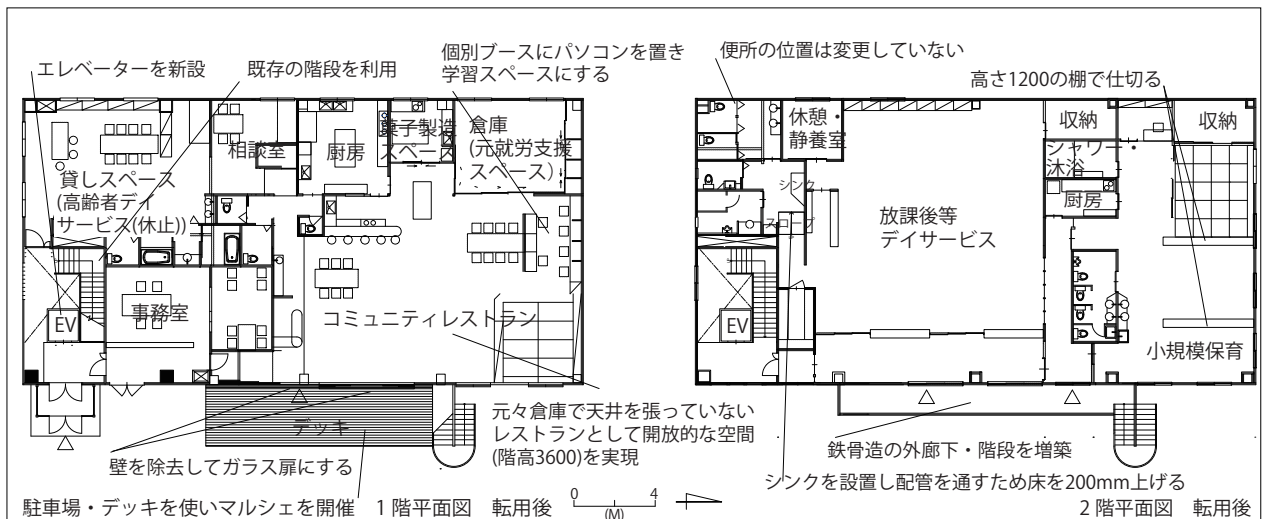 エレベーターを新設
既存の階段を利用
個別ブースにパソコンを置き
学習スペースにする
便所の位置は変更していない
高さ1200の棚で仕切る
相談室
厨房
菓子製造
スペース
倉庫
(元就労支援
スペース)
貸しスペース
(高齢者デイ
サービス(休止))
事務室
EV
コミュニティレストラン
デッキ
壁を除去してガラス扉にする
元々倉庫で天井を張っていない
レストランとして開放的な空間
(階高3600)を実現
駐車場・デッキを使いマルシェを開催
1階平面図 転用後
0 4
(M)
休憩・
静養室
シンク
スロープ
放課後等
デイサービス
収納
シャワー・
沐浴
厨房
収納
EV
小規模保育
鉄骨造の外廊下・階段を増築
シンクを設置し配管を通すため床を200mm上げる
2階平面図 転用後